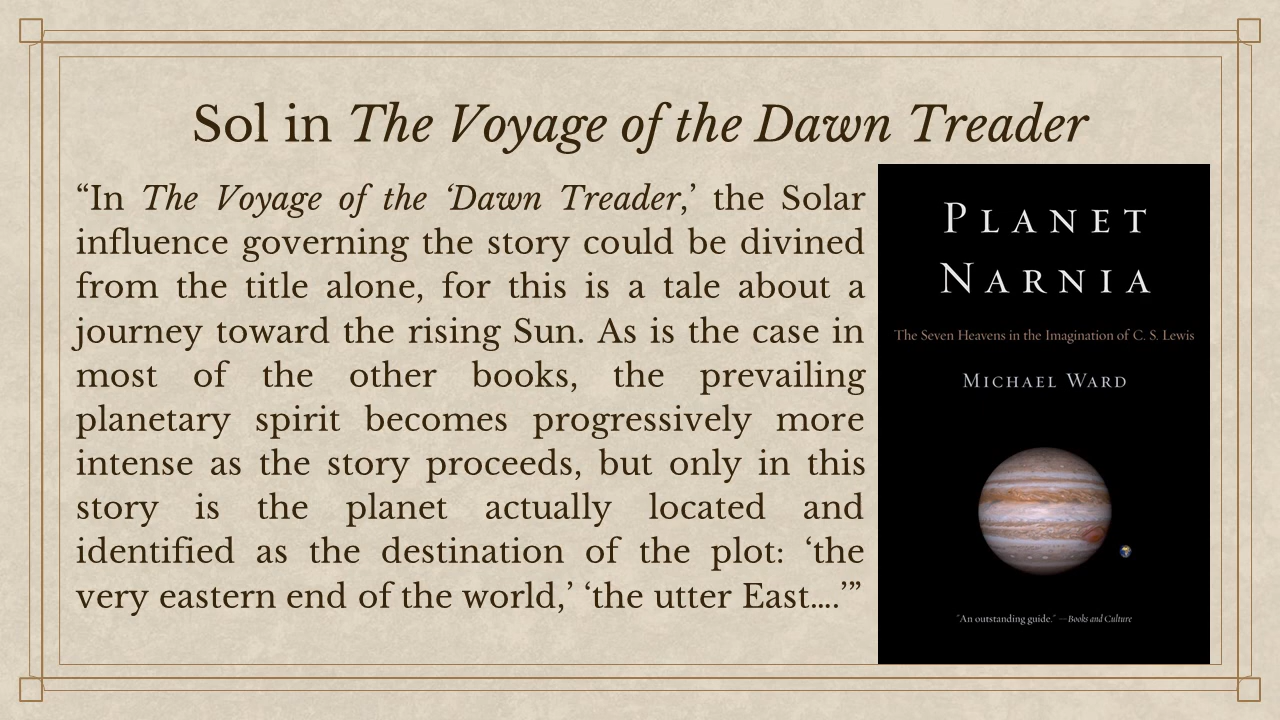 Sol in The Voyage of the Dawn Treader
“In The Voyage of the ‘Dawn Treader,’ the Solar
influence governing the story could be divined
from the title alone, for this is a tale about a
journey toward the rising Sun. As is the case in
most of the other books, the prevailing
planetary spirit becomes progressively more
intense as the story proceeds, but only in this
story is the planet actually located and
identified as the destination of the plot: ‘the
very eastern end of the world,’ ‘the utter East….’”
PLANET
NARNIA
The Seven Heavens in the Imagination of C. S. Lewis
MICHAEL WARD
"An outstanding guide." —Books and Culture